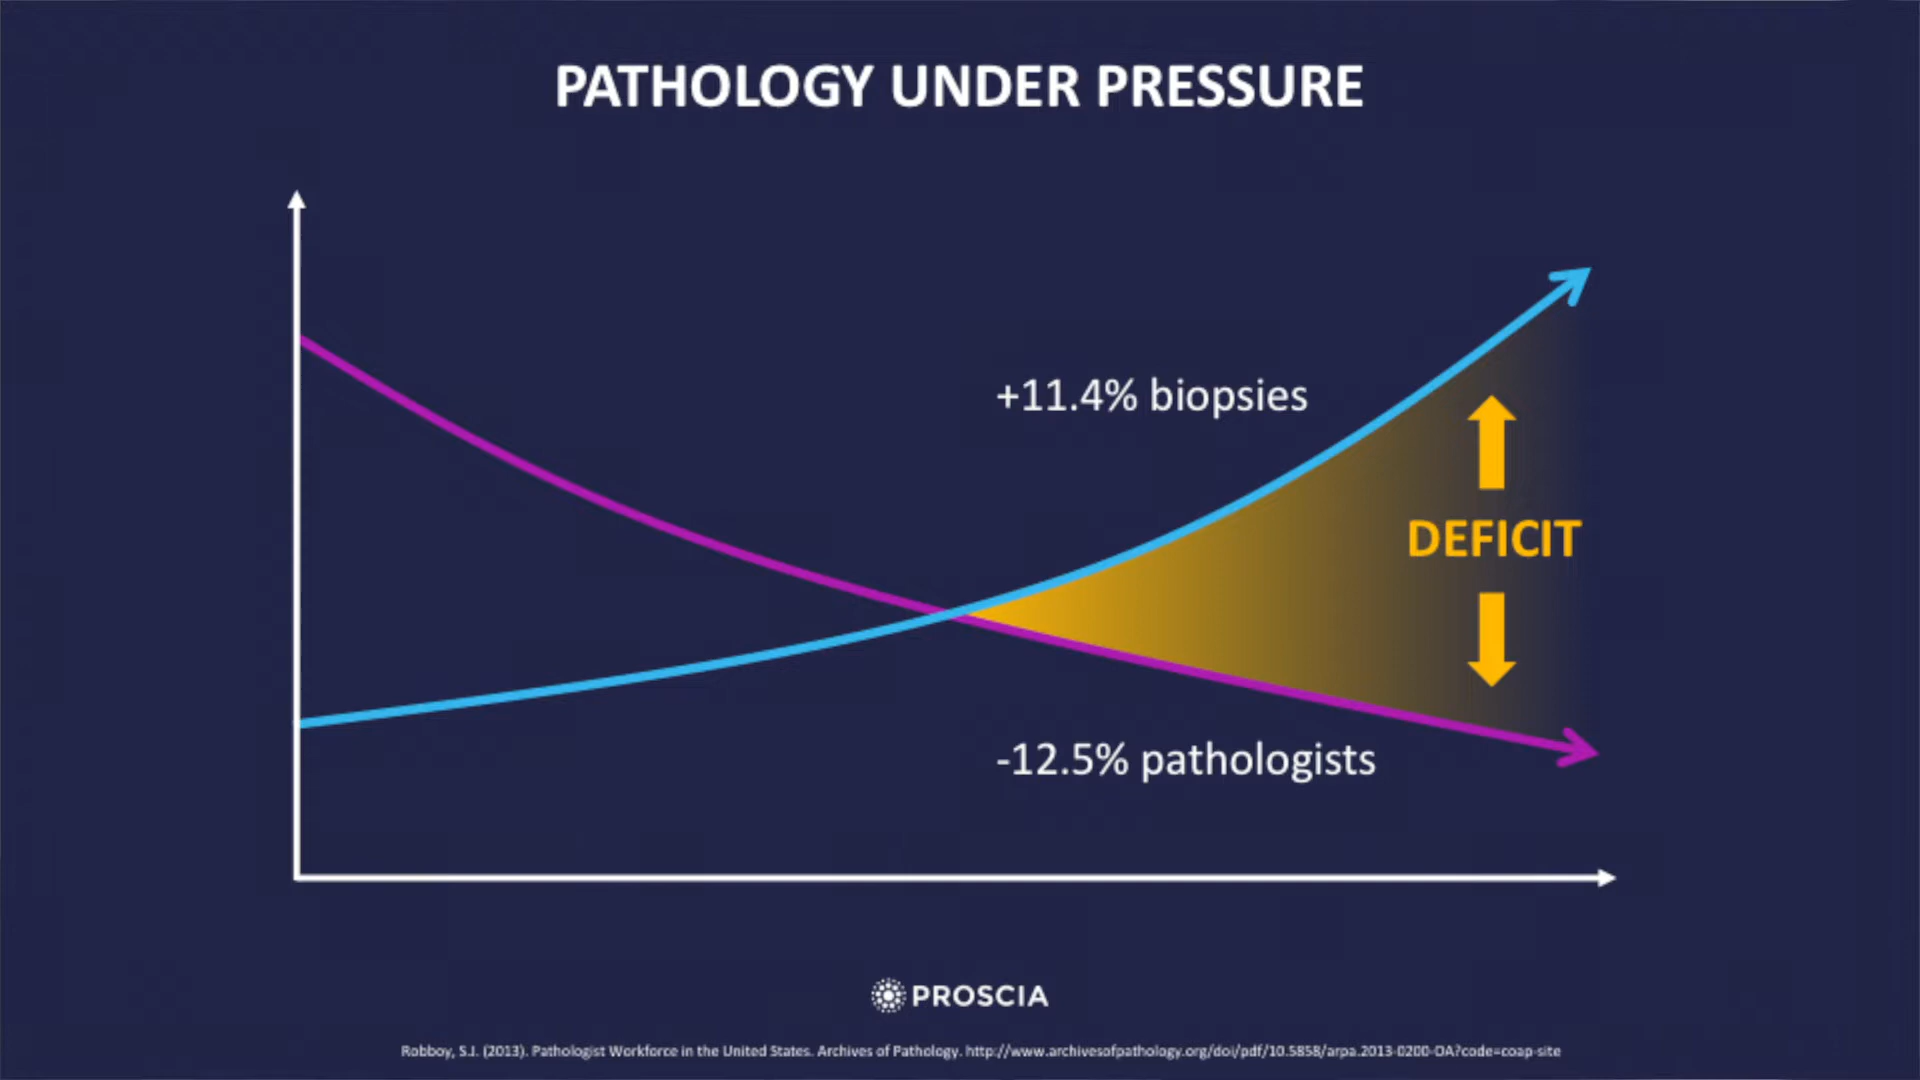 PATHOLOGY UNDER PRESSURE
+11.4% biopsies
DEFICIT
-12.5% pathologists
PROSCIA
Robboy, S.J. (2013). Pathologist Workforce in the United States. Archives of Pathology. http://www.archivesofpathology.org/doi/pdf/10.5858/arpa.2013-0200-OA?code=coap-site